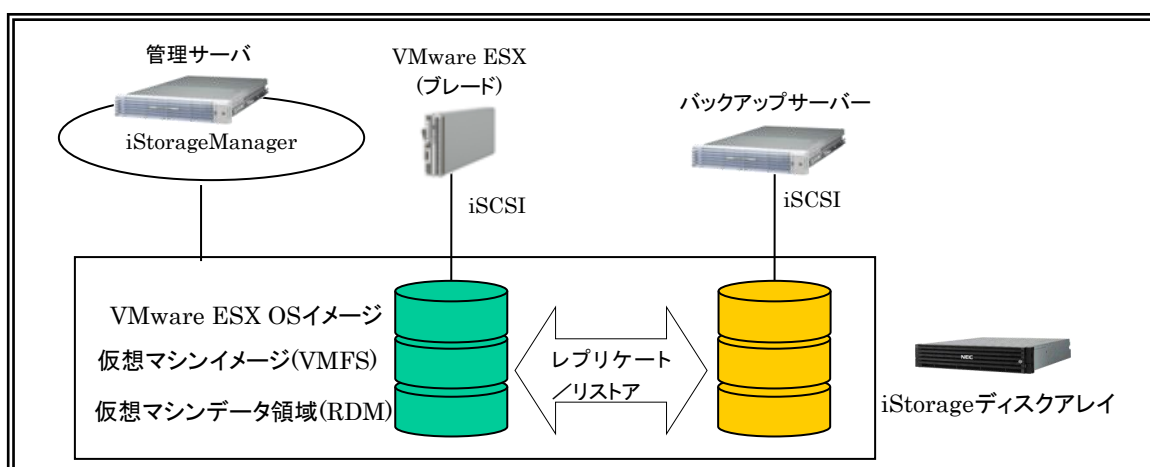 管理サーバ
iStorageManager
VMware ESX
(ブレード)
バックアップサーバー
iSCSI
iSCSI
VMware ESX OSイメージ
仮想マシンイメージ(VMFS)
仮想マシンデータ領域(RDM)
レプリケート
/リストア
NEC
iStorageディスクアレイ